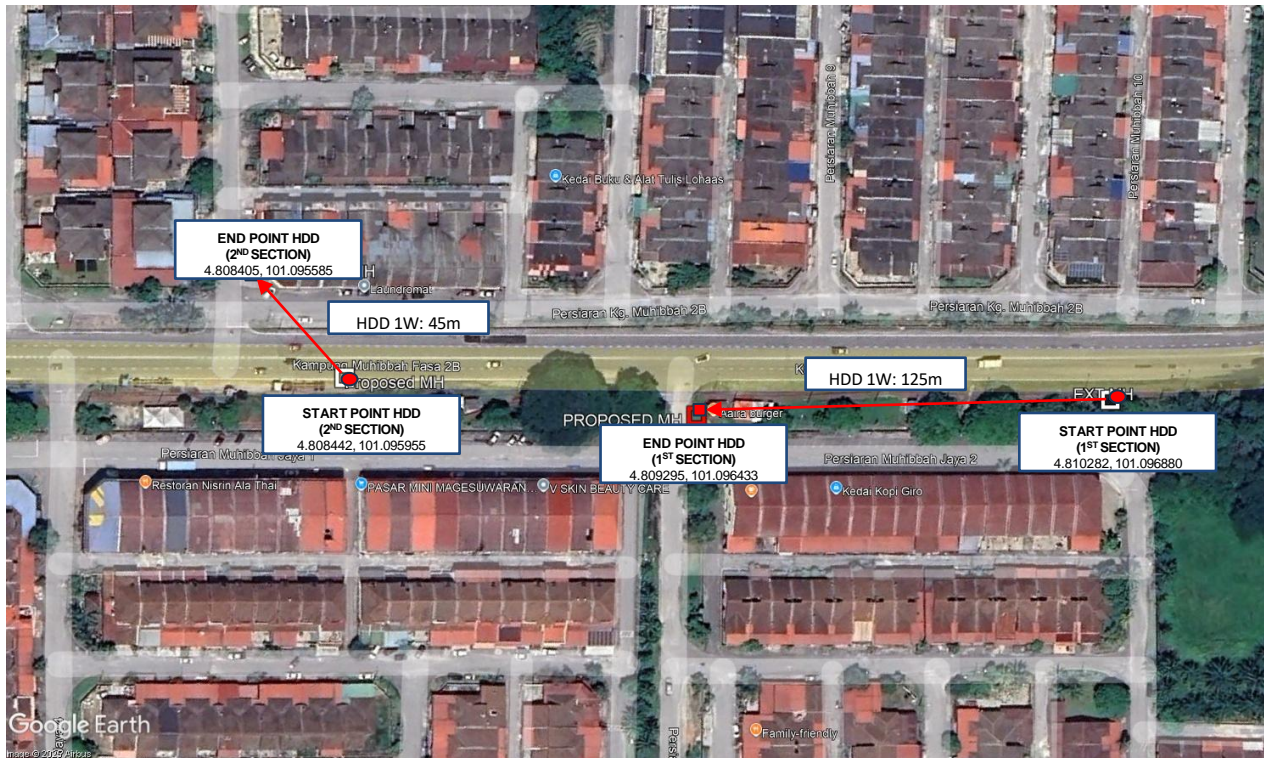 Persiaran Muhibbah 9
Persiaran Muhibbah 10
Kedai Buku & Alat Tulis Lohaas
END POINT HDD
(2ND SECTION)
4.808405, 101.095585
Laundromat
HDD 1W: 45m
Persiaran Kg. Muhibbah 2B
Persiaran Kg. Muhibbah 2B
Kampung Muhibbah Fasa 2B
Proposed MH
HDD 1W: 125m
EXT MH
PROPOSED MH
Aaira burger
START POINT HDD
(2ND SECTION)
4.808442, 101.095955
END POINT HDD
(1ST SECTION)
4.809295, 101.096433
START POINT HDD
(1ST SECTION)
4.810282, 101.096880
Persiaran Muhibbah Jaya 1
Persiaran Muhibbah Jaya 2
Restoran Nisrin Ala Thai
PASAR MINI MAGESUWARAN...
V SKIN BEAUTY CARE
Kedai Kopi Giro
Family-friendly
Google Earth
Image © 2025 Airbus